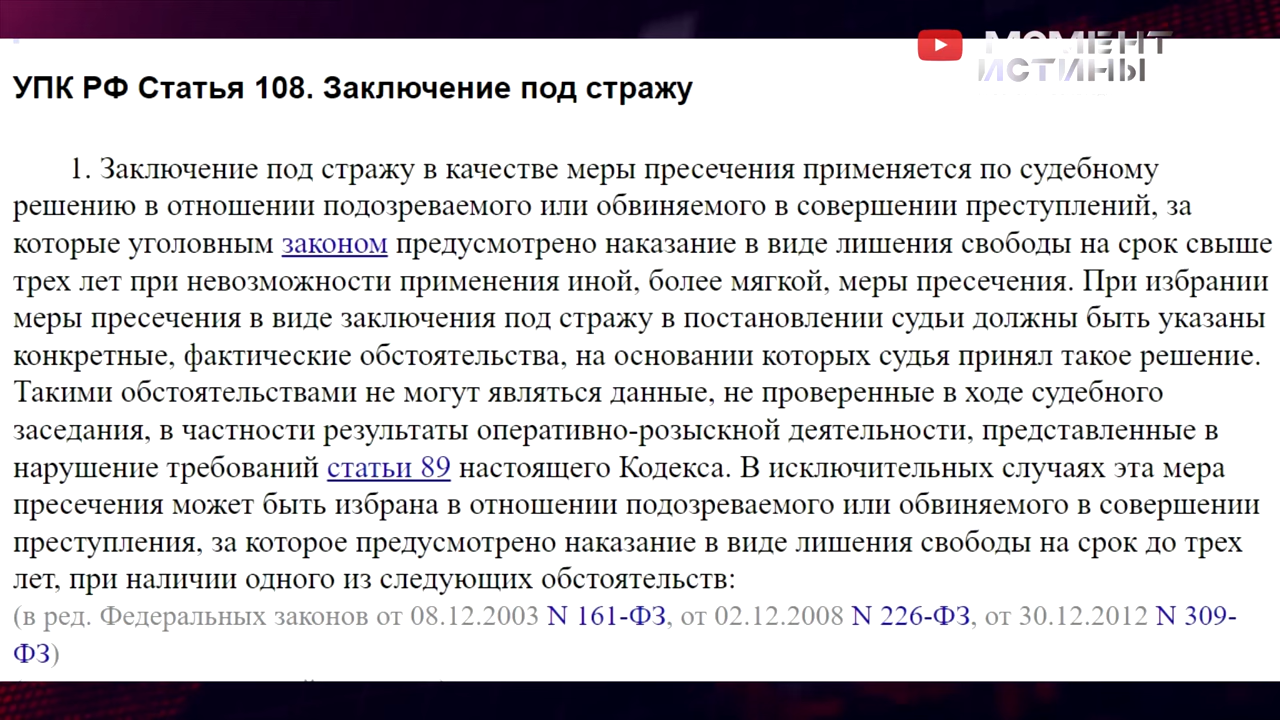 МОМЕНТ
ИСТИНЫ
УПК РФ Статья 108. Заключение под стражу
1. Заключение под стражу в качестве меры пресечения применяется по судебному
решению в отношении подозреваемого или обвиняемого в совершении преступлений, за
которые уголовным законом предусмотрено наказание в виде лишения свободы на срок свыше
трех лет при невозможности применения иной, более мягкой, меры пресечения. При избрании
меры пресечения в виде заключения под стражу в постановлении судьи должны быть указаны
конкретные, фактические обстоятельства, на основании которых судья принял такое решение.
Такими обстоятельствами не могут являться данные, не проверенные в ходе судебного
заседания, в частности результаты оперативно-розыскной деятельности, представленные в
нарушение требований статьи 89 настоящего Кодекса. В исключительных случаях эта мера
пресечения может быть избрана в отношении подозреваемого или обвиняемого в совершении
преступления, за которое предусмотрено наказание в виде лишения свободы на срок до трех
лет, при наличии одного из следующих обстоятельств:
(в ред. Федеральных законов от 08.12.2003 N 161-ФЗ, от 02.12.2008 N 226-ФЗ, от 30.12.2012 N 309-
ФЗ)